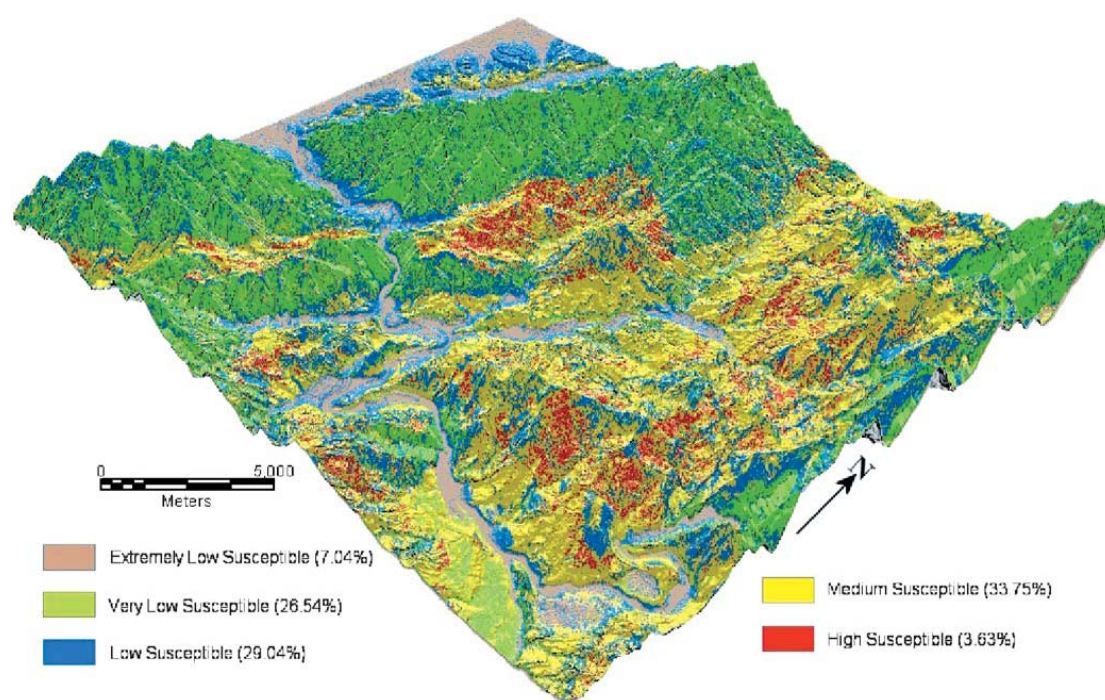 0 5,000
Meters
N
Extremely Low Susceptible (7.04%)
Very Low Susceptible (26.54%)
Low Susceptible (29.04%)
Medium Susceptible (33.75%)
High Susceptible (3.63%)